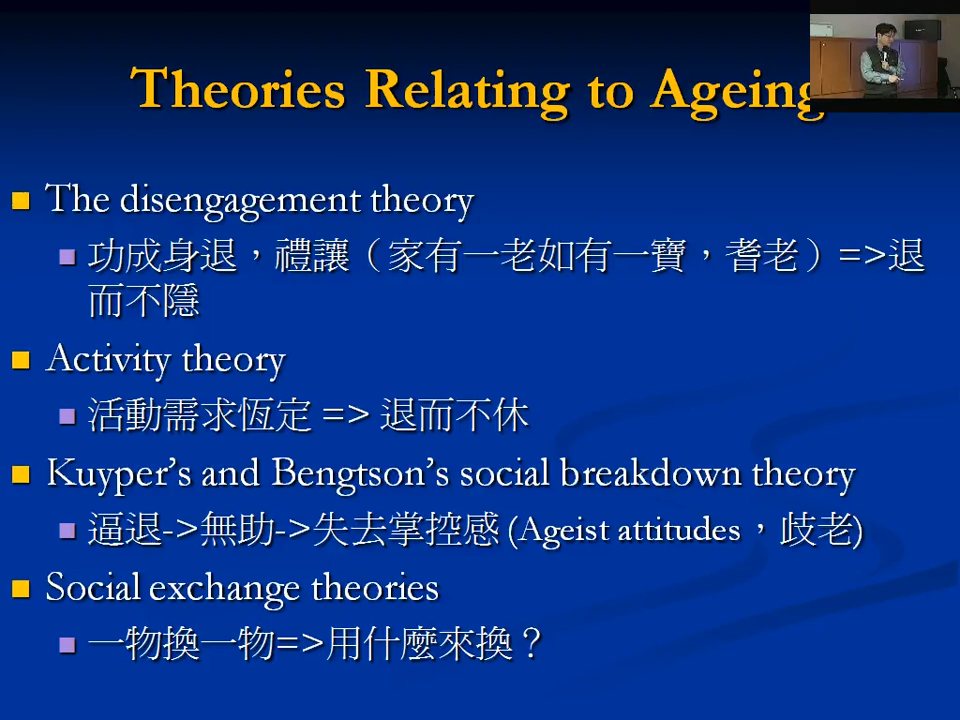 Theories Relating to Ageing
The disengagement theory
功成身退，禮讓（家有一老如有一寶，耆老）=>退
而不隱
Activity theory
活動需求恆定 => 退而不休
Kuyper's and Bengtson's social breakdown theory
逼退->無助->失去掌控感 (Ageist attitudes，歧老)
Social exchange theories
一物換一物=>用什麼來換？